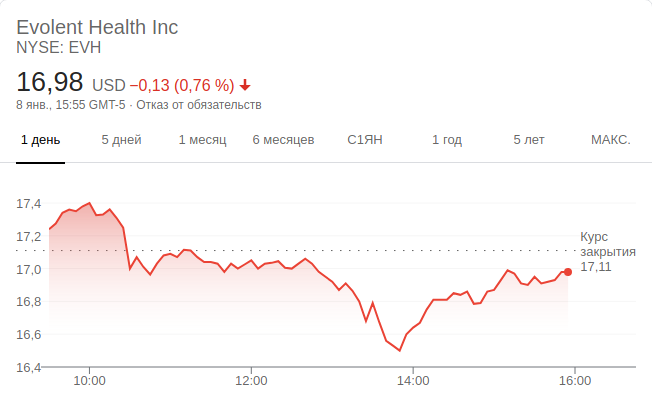 Evolent Health Inc
NYSE: EVH
16,98 USD −0,13 (0,76 %)
8 янв., 15:55 GMT-5 · Отказ от обязательств
1 день 5 дней 1 месяц 6 месяцев С1ЯН 1 год 5 лет МАКС.
17,4
17,2
17,0
16,8
16,6
16,4
Курс
закрытия
17,11
10:00 12:00 14:00 16:00